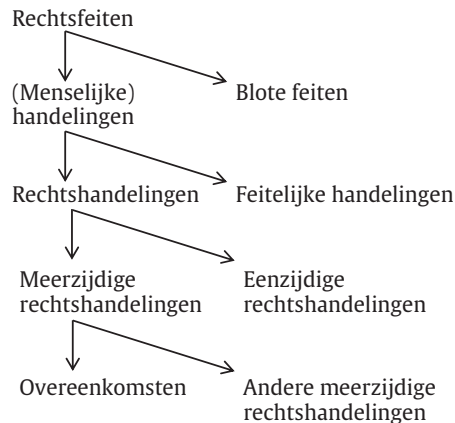 Rechtsfeiten
(Menselijke)
handelingen
Blote feiten
Rechtshandelingen
Feitelijke handelingen
Meerzijdige
rechtshandelingen
Eenzijdige
rechtshandelingen
Overeenkomsten
Andere meerzijdige
rechtshandelingen